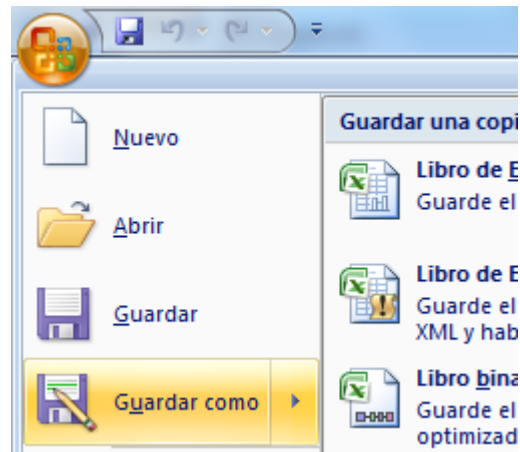 Nuevo
Abrir
Guardar
Guardar como
Guardar una copi
Libro de E
Guarde el
Libro de E
Guarde el
XML y hab
Libro bina
Guarde el
optimizad